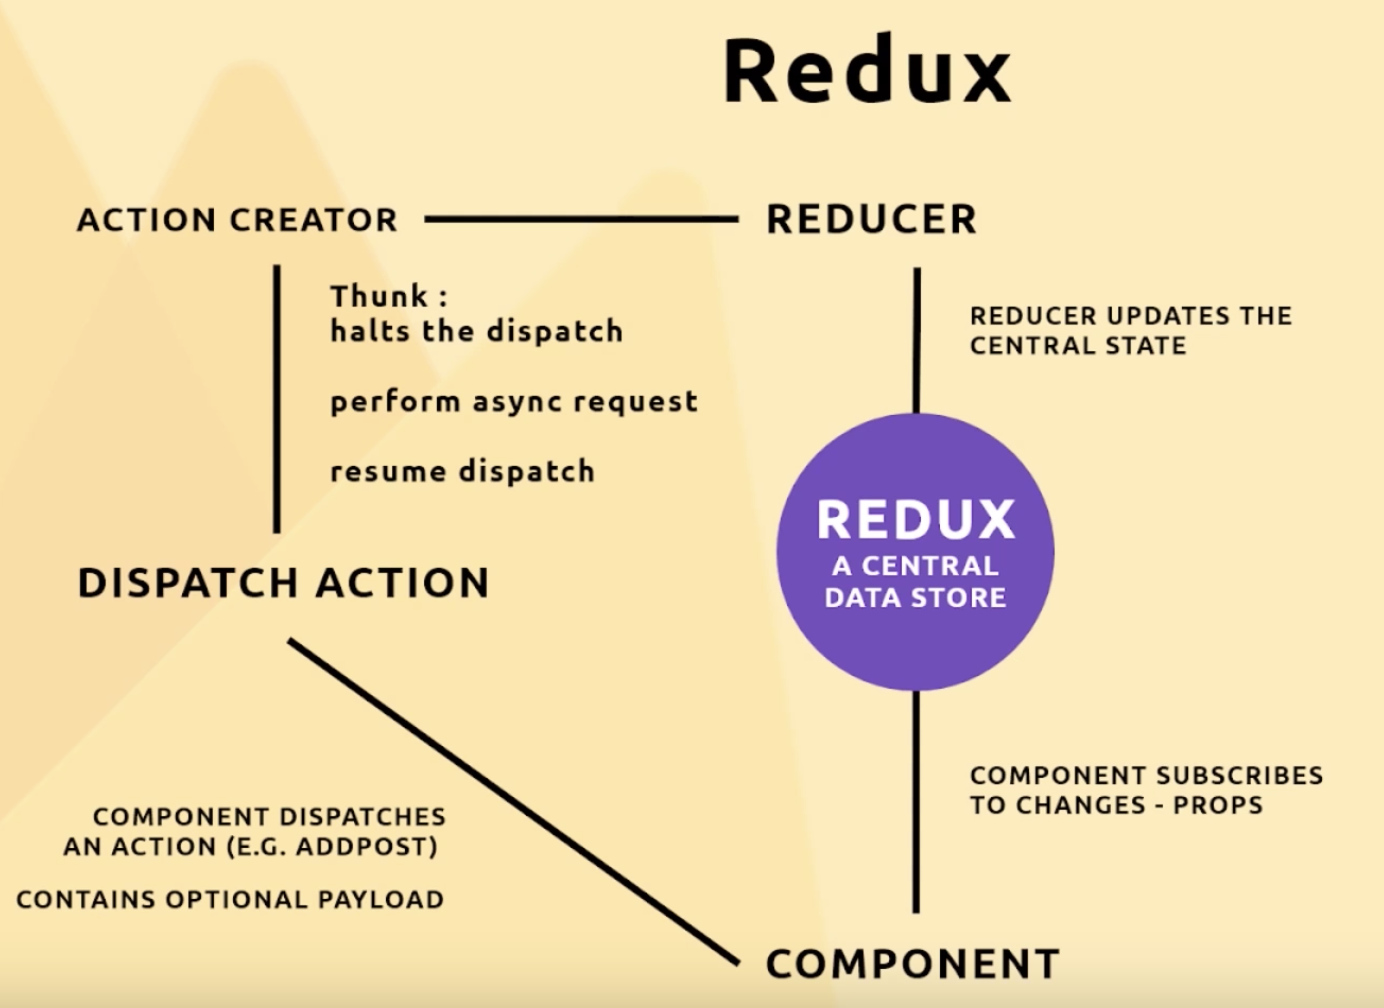 Redux
ACTION CREATOR
REDUCER
Thunk :
halts the dispatch
perform async request
resume dispatch
REDUCER UPDATES THE
CENTRAL STATE
REDUX
A CENTRAL
DATA STORE
DISPATCH ACTION
COMPONENT DISPATCHES
AN ACTION (E.G. ADDPOST)
CONTAINS OPTIONAL PAYLOAD
COMPONENT SUBSCRIBES
TO CHANGES - PROPS
COMPONENT